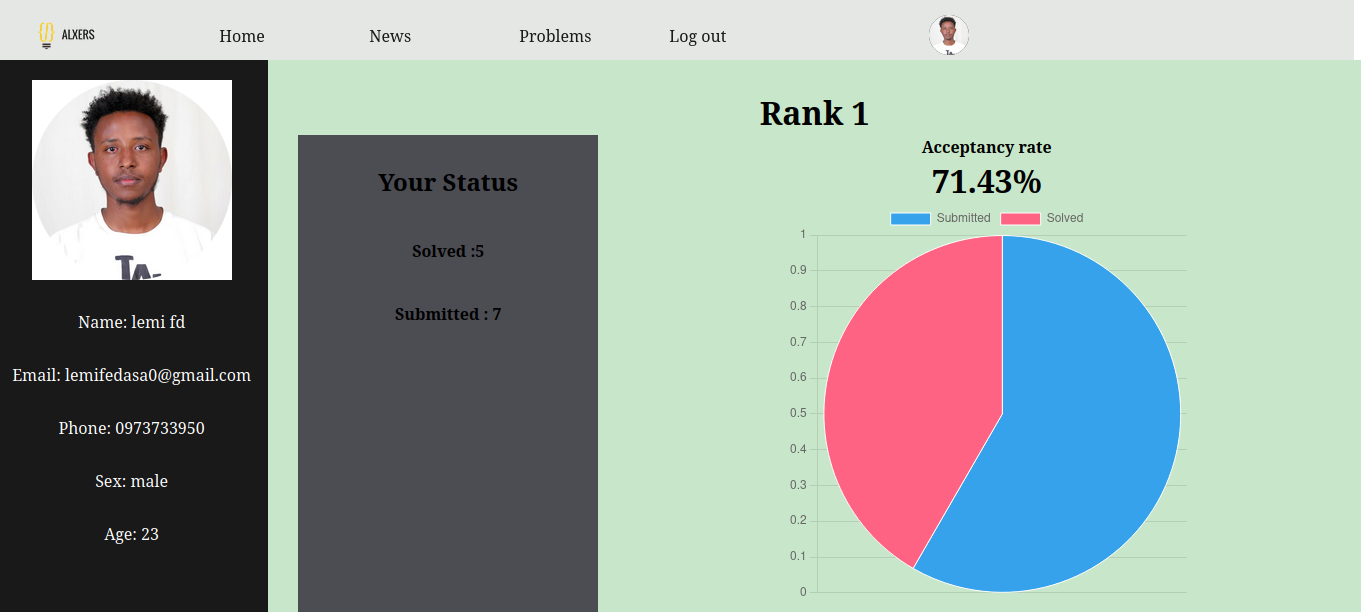 ALXERS
Home
News
Problems
Log out
Name: lemi fd
Email: lemifedasa0@gmail.com
Phone: 0973733950
Sex: male
Age: 23
Your Status
Solved :5
Submitted : 7
Rank 1
Acceptancy rate
71.43%
Submitted
Solved
1
0.9
0.8
0.7
0.6
0.5
0.4
0.3
0.2
0.1
0